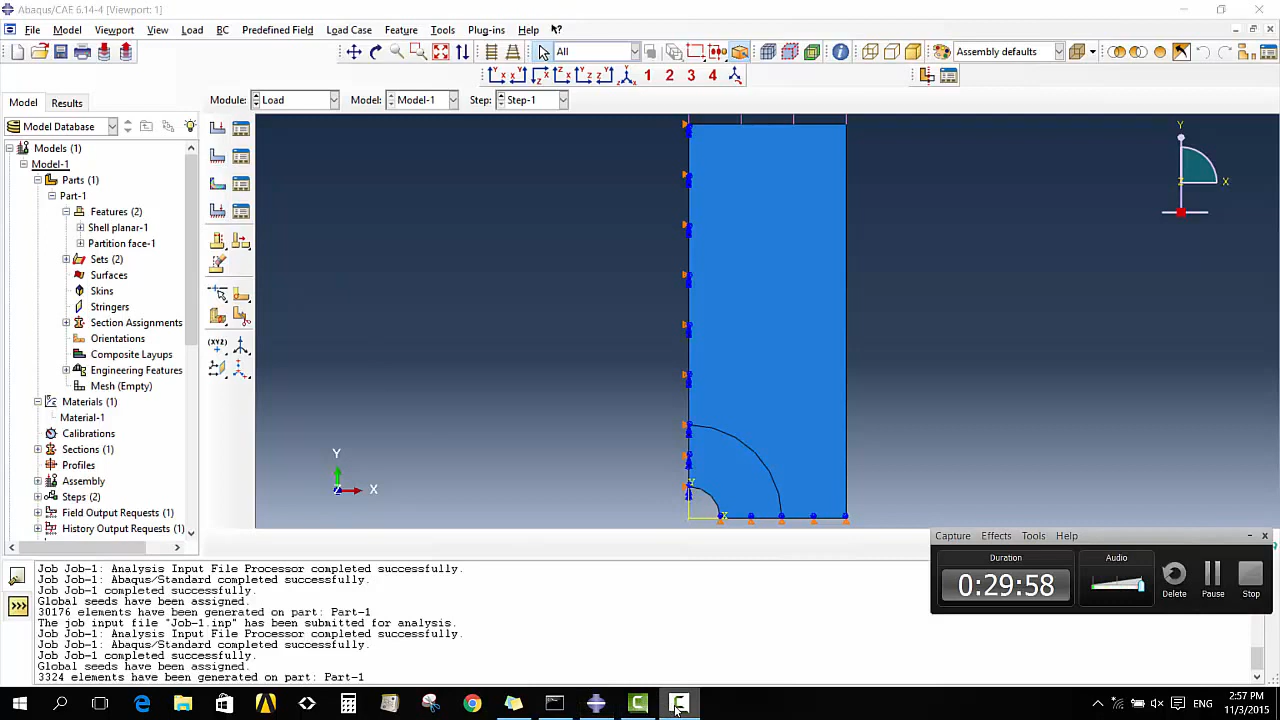 Abaqus/CAE 6.14-4 [Viewport: 1]
File Model Viewport View Load BC Predefined Field Load Case Feature Tools Plug-ins Help
All
Assembly defaults
1 2 3 4
Model Results
Module: Load Model: Model-1 Step: Step-1
Model Database
Models (1)
Model-1
Parts (1)
Part-1
Features (2)
Shell planar-1
Partition face-1
Sets (2)
Surfaces
Skins
Stringers
Section Assignments
Orientations
Composite Layups
Engineering Features
Mesh (Empty)
Materials (1)
Material-1
Calibrations
Sections (1)
Profiles
Assembly
Steps (2)
Field Output Requests (1)
History Output Requests (1)
Y
X
Z
Y
X
Y
X
Z
Capture Effects Tools Help
Duration
0:29:58
Audio
Delete Pause Stop
Job Job-1: Analysis Input File Processor completed successfully.
Job Job-1: Abaqus/Standard completed successfully.
Job Job-1 completed successfully.
Global seeds have been assigned.
30176 elements have been generated on part: Part-1
The job input file "Job-1.inp" has been submitted for analysis.
Job Job-1: Analysis Input File Processor completed successfully.
Job Job-1: Abaqus/Standard completed successfully.
Job Job-1 completed successfully.
Global seeds have been assigned.
3324 elements have been generated on part: Part-1
ENG
2:57 PM
11/3/2015